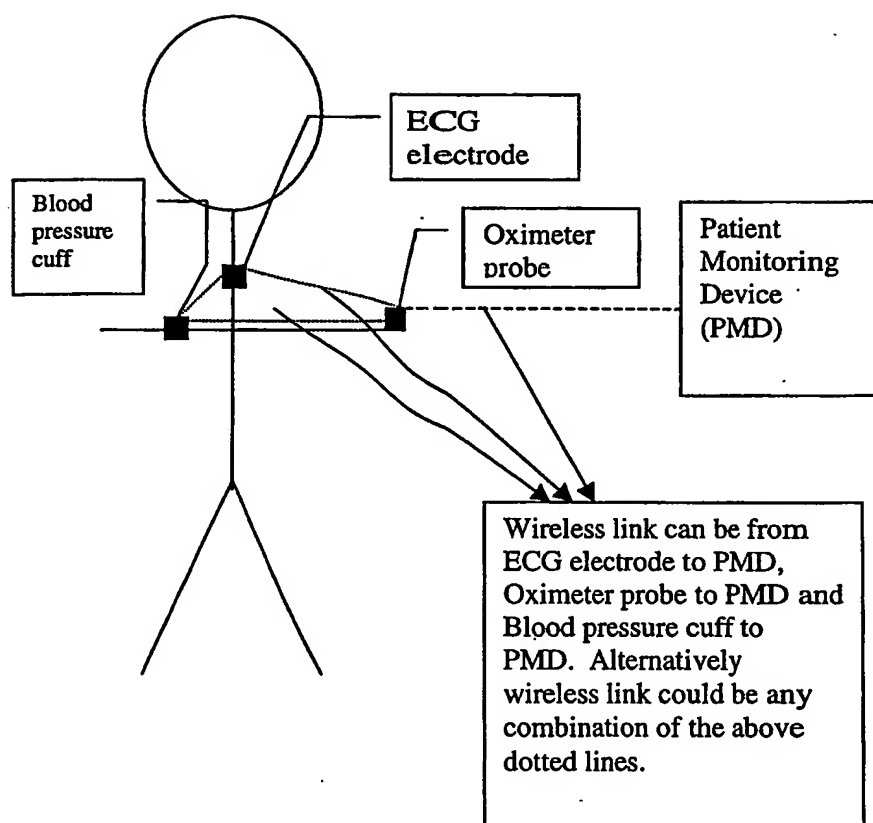 ECG
electrode
Blood
pressure
cuff
Oximeter
probe
Patient
Monitoring
Device
(PMD)
Wireless link can be from
ECG electrode to PMD,
Oximeter probe to PMD and
Blood pressure cuff to
PMD. Alternatively
wireless link could be any
combination of the above
dotted lines.